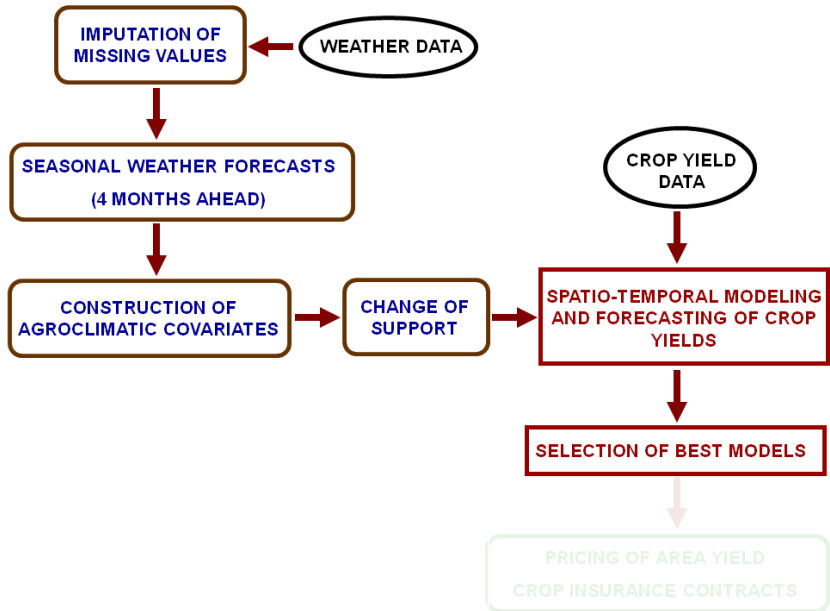 IMPUTATION OF
MISSING VALUES
WEATHER DATA
SEASONAL WEATHER FORECASTS
(4 MONTHS AHEAD)
CROP YIELD
DATA
CONSTRUCTION OF
AGROCLIMATIC COVARIATES
CHANGE OF
SUPPORT
SPATIO-TEMPORAL MODELING
AND FORECASTING OF CROP
YIELDS
SELECTION OF BEST MODELS
PRICING OF AREA YIELD
CROP INSURANCE CONTRACTS